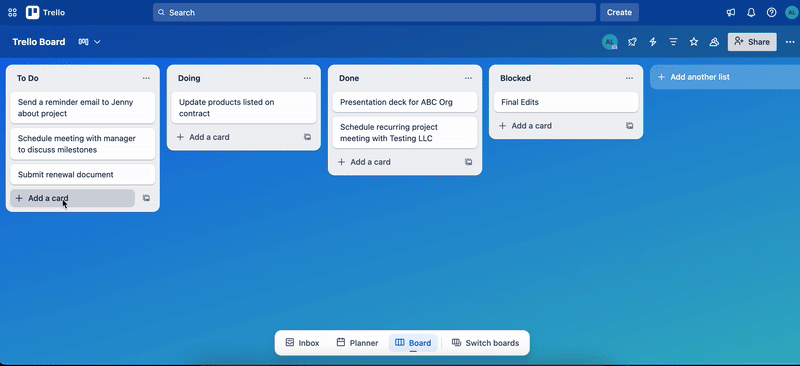 Trello
Search
Create
AL
Trello Board
AL
Share
To Do
Send a reminder email to Jenny
about project
Schedule meeting with manager
to discuss milestones
Submit renewal document
Add a card
Doing
Update products listed on
contract
Add a card
Done
Presentation deck for ABC Org
Schedule recurring project
meeting with Testing LLC
Add a card
Blocked
Final Edits
Add a card
Add another list
Inbox
Planner
Board
Switch boards